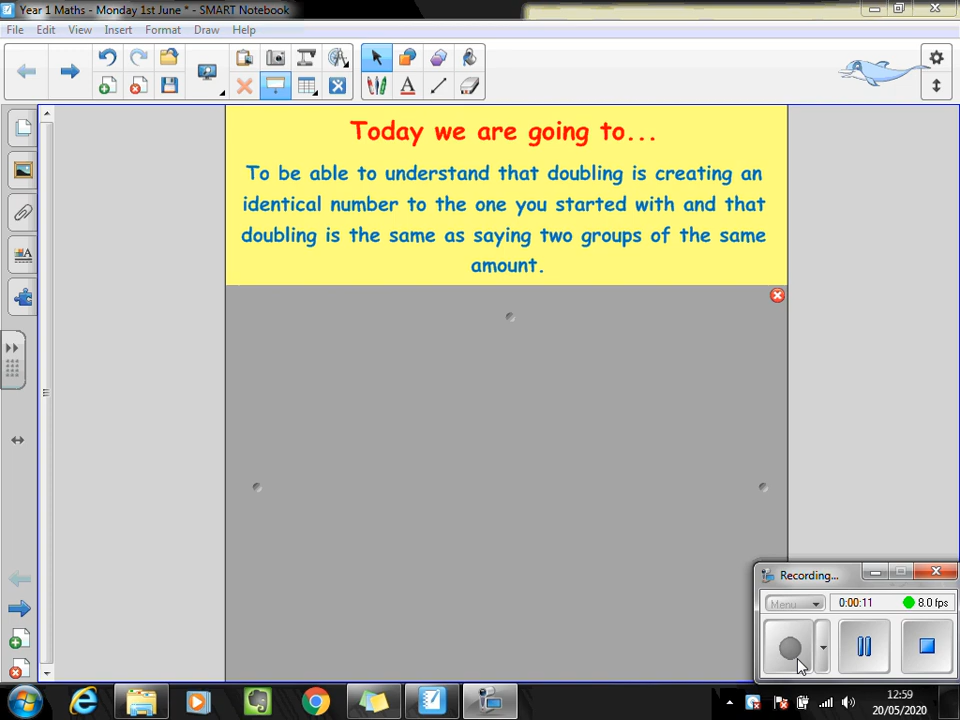 Year 1 Maths - Monday 1st June * - SMART Notebook
File Edit View Insert Format Draw Help
Today we are going to...
To be able to understand that doubling is creating an
identical number to the one you started with and that
doubling is the same as saying two groups of the same
amount.
Recording...
Menu 0:00:11 8.0 fps
12:59
20/05/2020